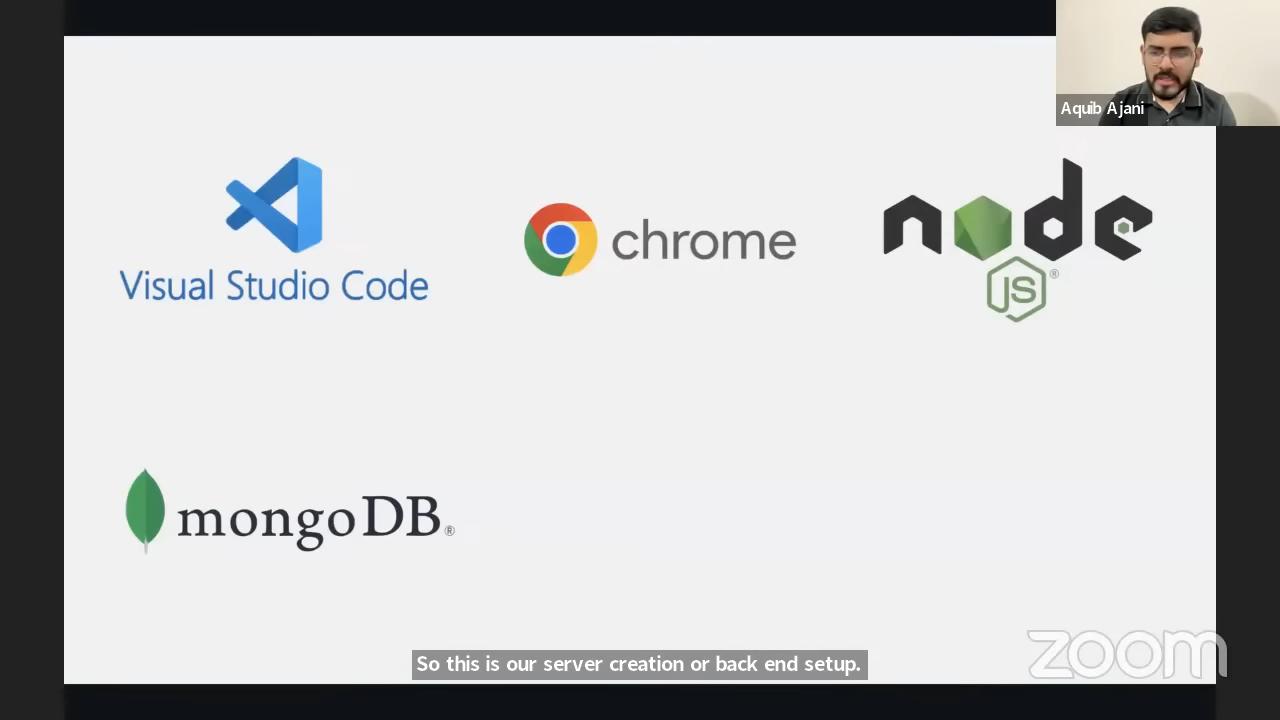 Aquib Ajani
Visual Studio Code
chrome
node
JS®
mongoDB®
So this is our server creation or back end setup.
zoom